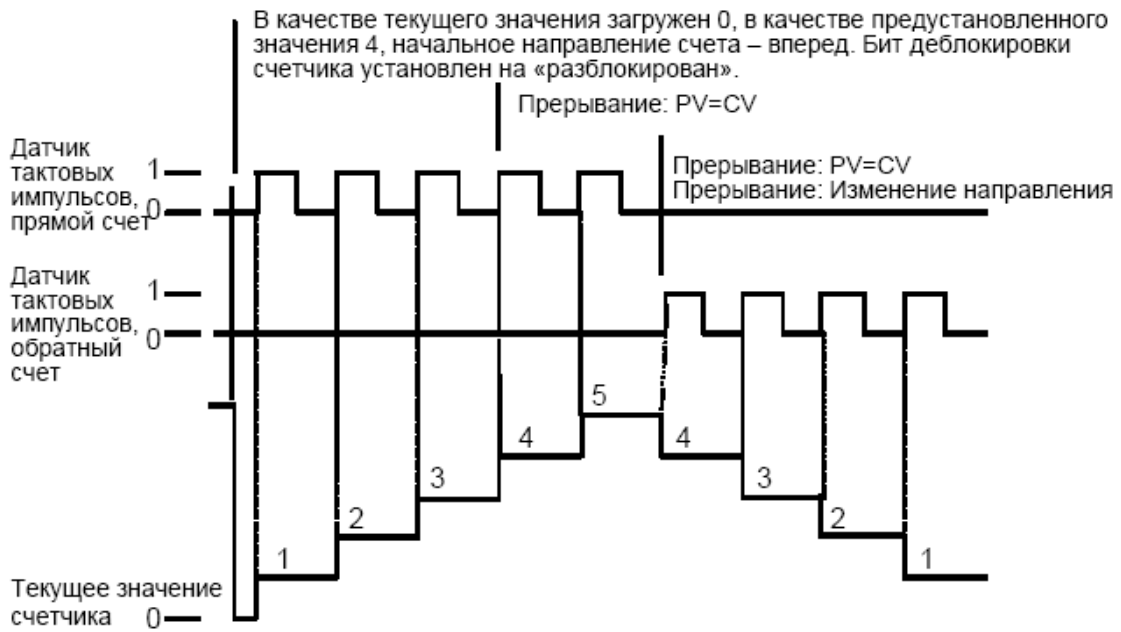 В качестве текущего значения загружен 0, в качестве предустановленного
значения 4, начальное направление счета – вперед. Бит деблокировки
счетчика установлен на «разблокирован».
Прерывание: PV=CV
Прерывание: PV=CV
Прерывание: Изменение направления
Датчик
тактовых
импульсов,
прямой счет
1
0
Датчик
тактовых
импульсов,
обратный
счет
1
0
1
2
3
4
5
4
3
2
1
Текущее значение
счетчика
0